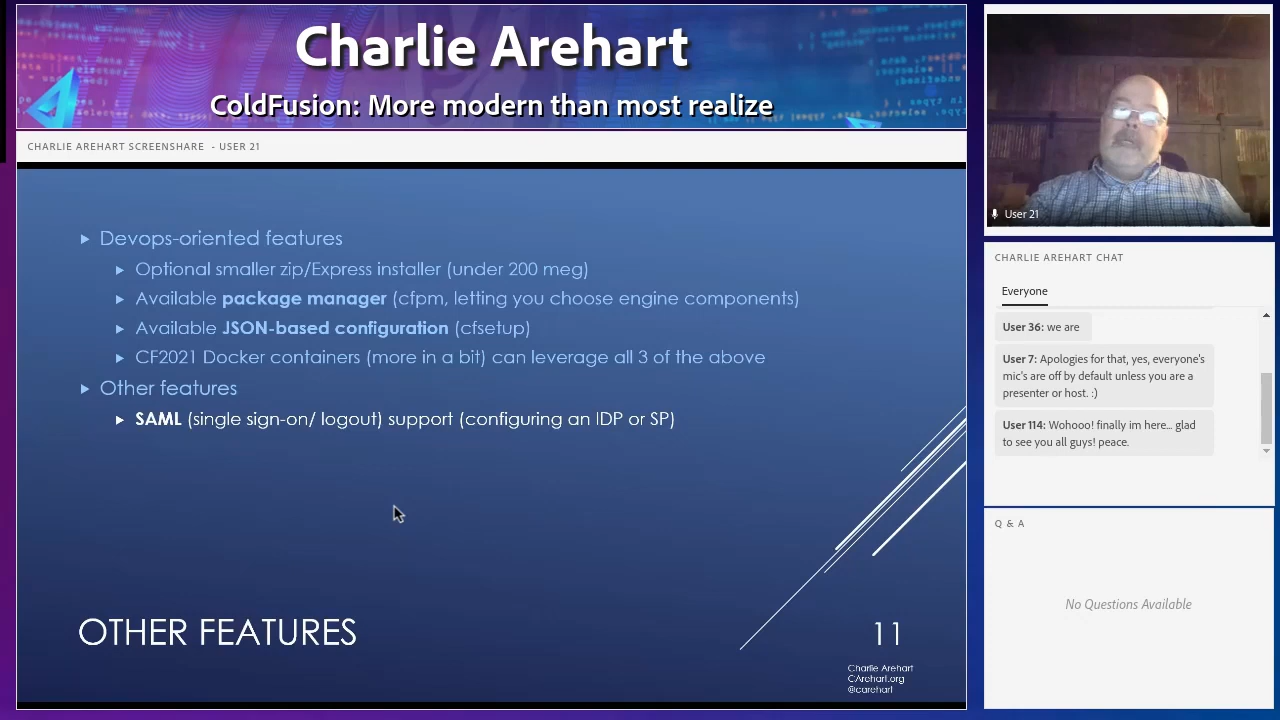 Charlie Arehart
ColdFusion: More modern than most realize
CHARLIE AREHART SCREENSHARE - USER 21
Devops-oriented features
Optional smaller zip/Express installer (under 200 meg)
Available package manager (cfpm, letting you choose engine components)
Available JSON-based configuration (cfsetup)
CF2021 Docker containers (more in a bit) can leverage all 3 of the above
Other features
SAML (single sign-on/ logout) support (configuring an IDP or SP)
OTHER FEATURES
11
Charlie Arehart
CArehart.org
@carehart
User 21
CHARLIE AREHART CHAT
Everyone
User 36: we are
User 7: Apologies for that, yes, everyone's
mic's are off by default unless you are a
presenter or host. :)
User 114: Wohooo! finally im here... glad
to see you all guys! peace.
Q & A
No Questions Available